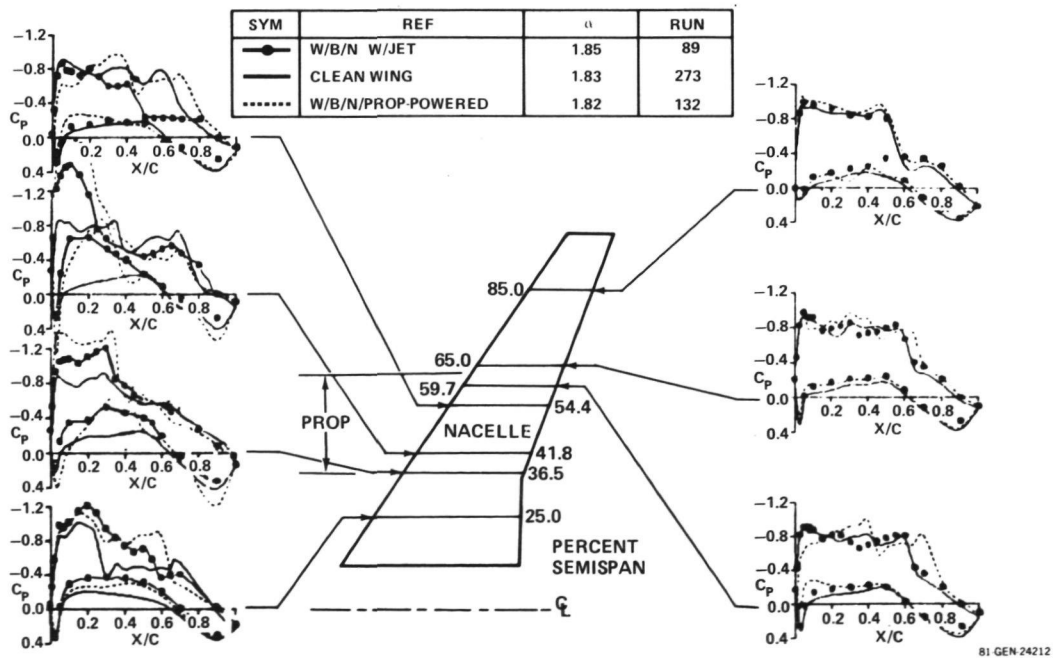 SYM REF α RUN
W/B/N W/JET 1.85 89
CLEAN WING 1.83 273
W/B/N/PROP-POWERED 1.82 132
-1.2
-0.8
-0.4
CP
0.0
0.4
0.2 0.4 0.6 0.8
X/C
-1.2
-0.8
-0.4
CP
0.0
0.4
0.2 0.4 0.6 0.8
X/C
-1.2
-0.8
-0.4
CP
0.0
0.4
0.2 0.4 0.6 0.8
X/C
-1.2
-0.8
-0.4
CP
0.0
0.4
0.2 0.4 0.6 0.8
X/C
85.0
65.0
59.7
54.4
PROP
NACELLE
41.8
36.5
25.0
PERCENT
SEMISPAN
CL
-1.2
-0.8
-0.4
CP
0.0
0.4
0.2 0.4 0.6 0.8
X/C
-1.2
-0.8
-0.4
CP
0.0
0.4
0.2 0.4 0.6 0.8
X/C
-1.2
-0.8
-0.4
CP
0.0
0.4
0.2 0.4 0.6 0.8
X/C
81-GEN-24212